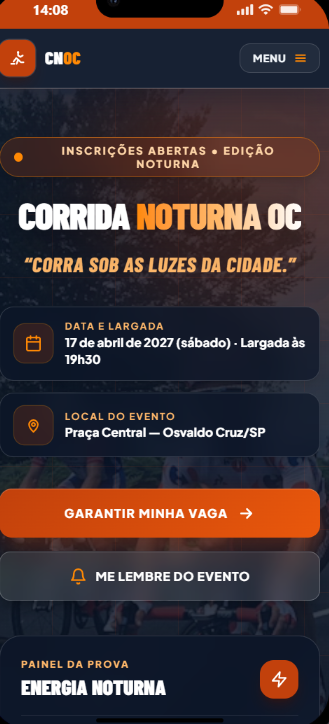 14:08
CNOC
MENU
INSCRIÇÕES ABERTAS • EDIÇÃO
NOTURNA
CORRIDA NOTURNA OC
“CORRA SOB AS LUZES DA CIDADE.”
DATA E LARGADA
17 de abril de 2027 (sábado) · Largada às
19h30
LOCAL DO EVENTO
Praça Central — Osvaldo Cruz/SP
GARANTIR MINHA VAGA →
ME LEMBRE DO EVENTO
PAINEL DA PROVA
ENERGIA NOTURNA